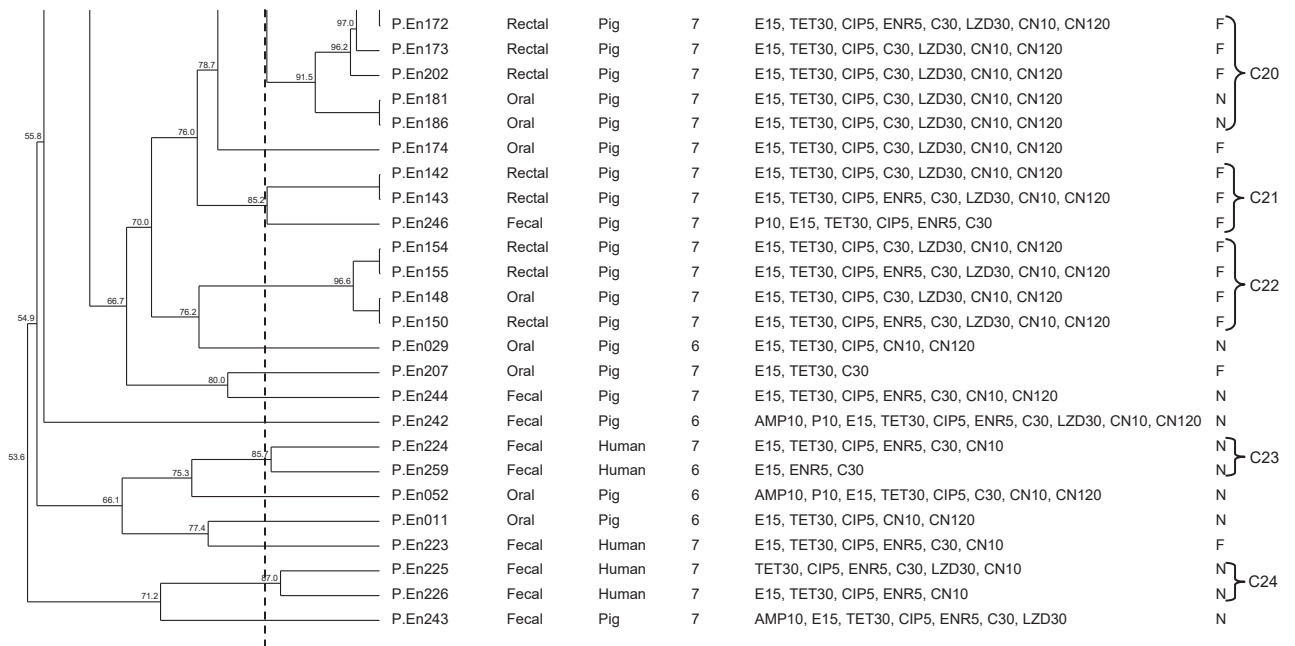 97.0
P.En172 Rectal Pig 7 E15, TET30, CIP5, ENR5, C30, LZD30, CN10, CN120 F
96.2
P.En173 Rectal Pig 7 E15, TET30, CIP5, C30, LZD30, CN10, CN120 F
78.7 91.5
P.En202 Rectal Pig 7 E15, TET30, CIP5, C30, LZD30, CN10, CN120 F C20
P.En181 Oral Pig 7 E15, TET30, CIP5, C30, LZD30, CN10, CN120 N
55.8 76.0
P.En186 Oral Pig 7 E15, TET30, CIP5, C30, LZD30, CN10, CN120 N
P.En174 Oral Pig 7 E15, TET30, CIP5, C30, LZD30, CN10, CN120 F
P.En142 Rectal Pig 7 E15, TET30, CIP5, C30, LZD30, CN10, CN120 F
85.2
P.En143 Rectal Pig 7 E15, TET30, CIP5, ENR5, C30, LZD30, CN10, CN120 F C21
70.0
P.En246 Fecal Pig 7 P10, E15, TET30, CIP5, ENR5, C30 F
P.En154 Rectal Pig 7 E15, TET30, CIP5, C30, LZD30, CN10, CN120 F
P.En155 Rectal Pig 7 E15, TET30, CIP5, ENR5, C30, LZD30, CN10, CN120 F
96.6 C22
66.7
P.En148 Oral Pig 7 E15, TET30, CIP5, C30, LZD30, CN10, CN120 F
54.9 76.2
P.En150 Rectal Pig 7 E15, TET30, CIP5, ENR5, C30, LZD30, CN10, CN120 F
P.En029 Oral Pig 6 E15, TET30, CIP5, CN10, CN120 N
80.0
P.En207 Oral Pig 7 E15, TET30, C30 F
P.En244 Fecal Pig 7 E15, TET30, CIP5, ENR5, C30, CN10, CN120 N
P.En242 Fecal Pig 6 AMP10, P10, E15, TET30, CIP5, ENR5, C30, LZD30, CN10, CN120 N
P.En224 Fecal Human 7 E15, TET30, CIP5, ENR5, C30, CN10 N
53.6 85.7 C23
75.3
P.En259 Fecal Human 6 E15, ENR5, C30 N
66.1
P.En052 Oral Pig 6 AMP10, P10, E15, TET30, CIP5, C30, CN10, CN120 N
77.4
P.En011 Oral Pig 6 E15, TET30, CIP5, CN10, CN120 N
P.En223 Fecal Human 7 E15, TET30, CIP5, ENR5, C30, CN10 F
P.En225 Fecal Human 7 TET30, CIP5, ENR5, C30, LZD30, CN10 N
87.0 C24
71.2
P.En226 Fecal Human 7 E15, TET30, CIP5, ENR5, CN10 N
P.En243 Fecal Pig 7 AMP10, E15, TET30, CIP5, ENR5, C30, LZD30 N